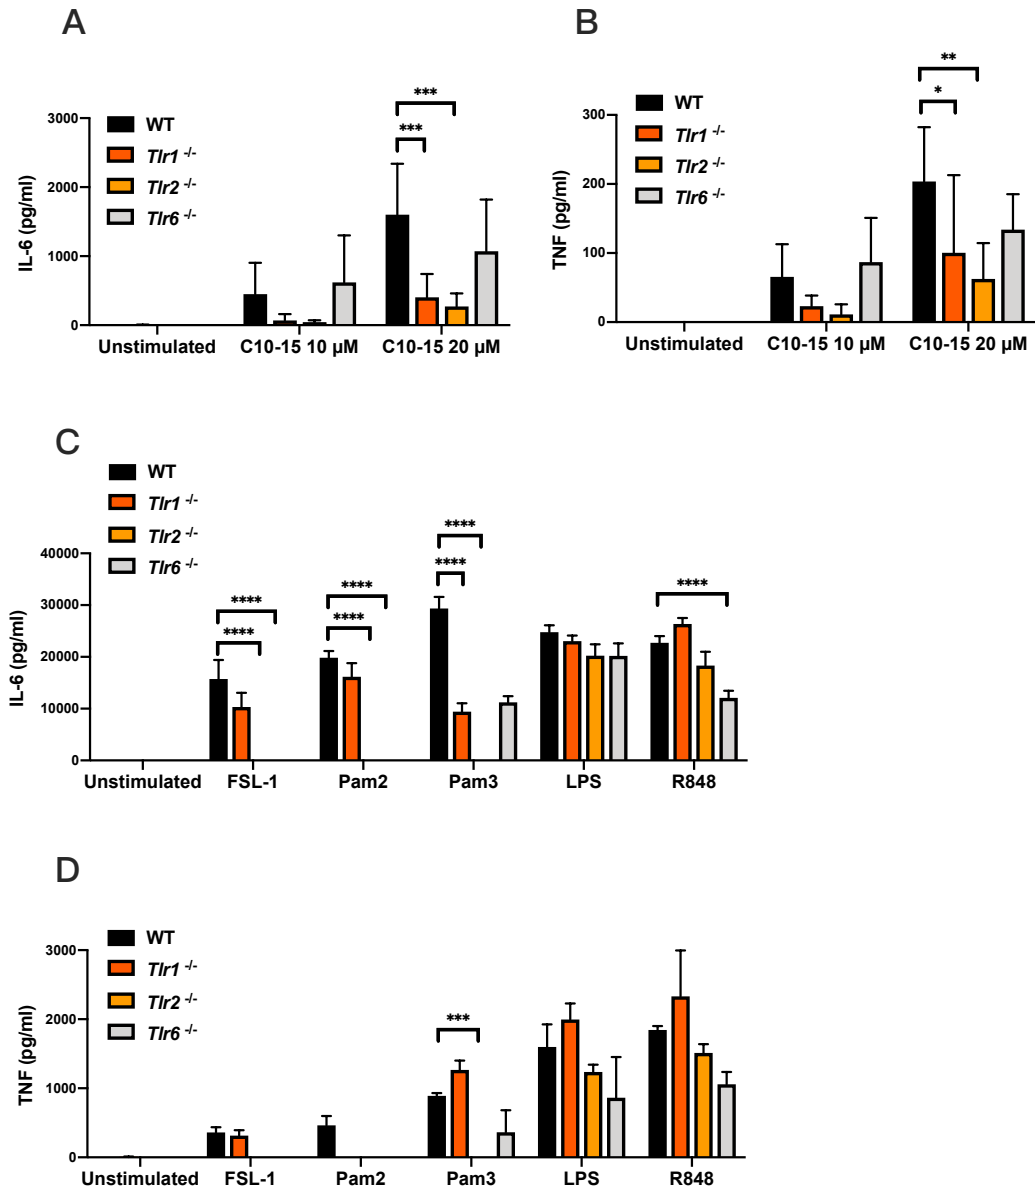 A
3000
2000
1000
0
IL-6 (pg/ml)
WT
Tlr1 -/-
Tlr2 -/-
Tlr6 -/-
***
***
Unstimulated C10-15 10 µM C10-15 20 µM
B
300
200
100
0
TNF (pg/ml)
WT
Tlr1 -/-
Tlr2 -/-
Tlr6 -/-
**
*
Unstimulated C10-15 10 µM C10-15 20 µM
C
WT
Tlr1 -/-
Tlr2 -/-
Tlr6 -/-
40000
30000
20000
10000
0
IL-6 (pg/ml)
****
****
****
****
****
****
****
Unstimulated FSL-1 Pam2 Pam3 LPS R848
D
WT
Tlr1 -/-
Tlr2 -/-
Tlr6 -/-
3000
2000
1000
0
TNF (pg/ml)
***
Unstimulated FSL-1 Pam2 Pam3 LPS R848